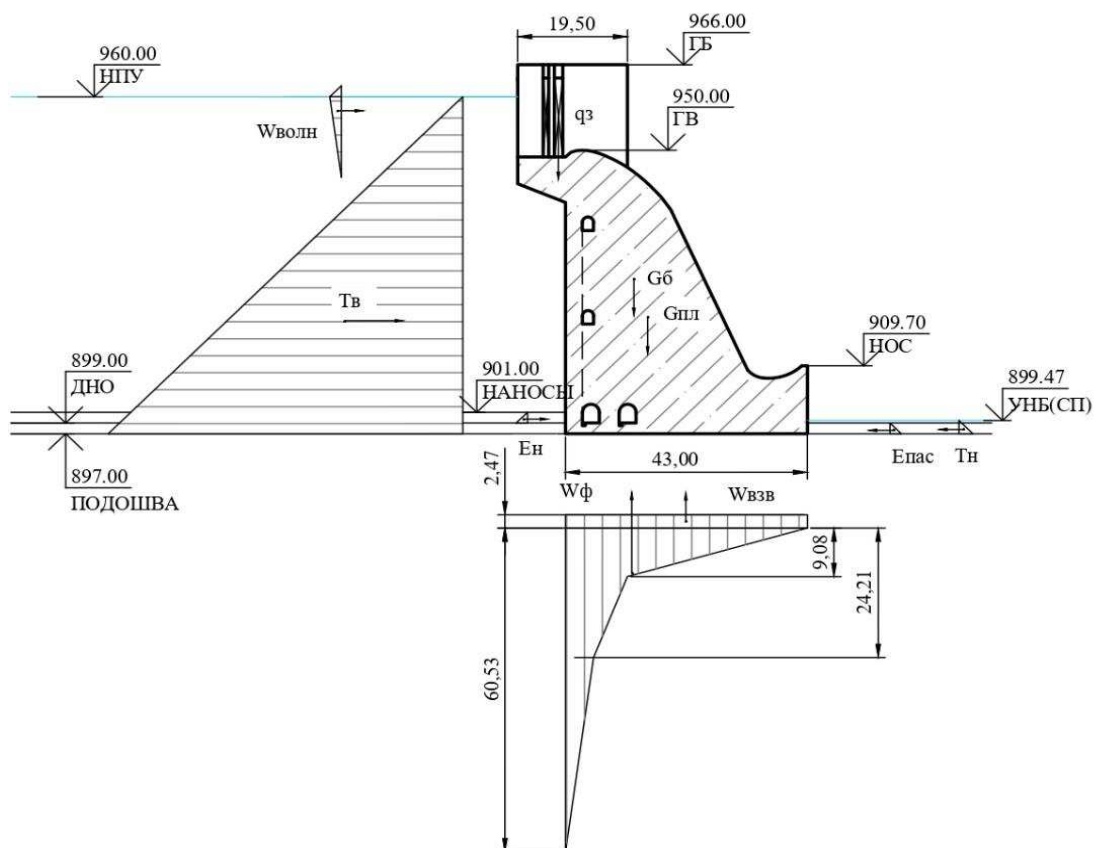 19,50
966.00
ГБ
960.00
НПУ
950.00
ГВ
qз
Wволн
Gб
Gпл
Tв
909.70
НОС
899.00
ДНО
901.00
НАНОСЫ
899.47
УНБ(СП)
Eн
Eпас
Tн
897.00
ПОДОШВА
43,00
2,47
Wф
Wвзв
9,08
24,21
60,53